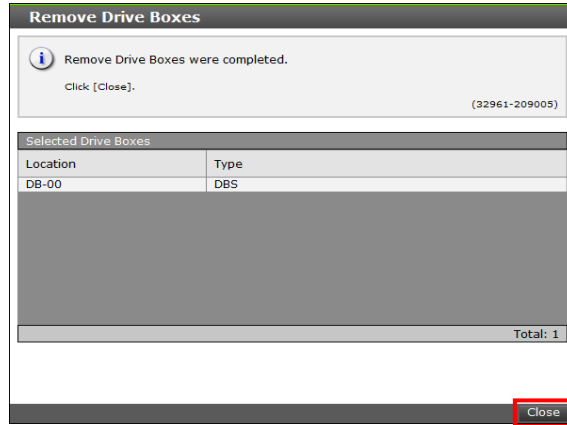 Remove Drive Boxes
Remove Drive Boxes were completed.
Click [Close].
(32961-209005)
Selected Drive Boxes
Location Type
DB-00 DBS
Total: 1
Close